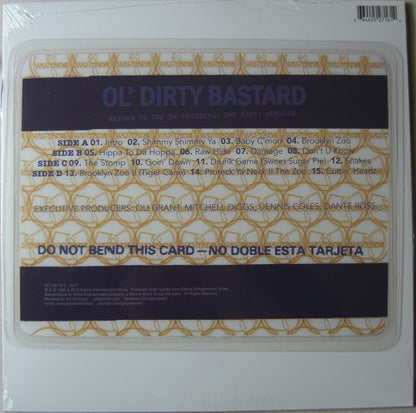 OL' DIRTY BASTARD
RETURN TO THE 36 CHAMBERS: THE DIRTY VERSION
SIDE A 01. Intro 02. Shimmy Shimmy Ya 03. Baby C'mon 04. Brooklyn Zoo
SIDE B 05. Hippa To Da Hoppa 06. Raw Hide 07. Damage 08. Don't U Know
SIDE C 09. The Stomp 10. Goin' Down 11. Drunk Game (Sweet Sugar Pie) 12. Snakes
SIDE D 13. Brooklyn Zoo II (Tiger Crane) 14. Protect Ya Neck II The Zoo 15. Cuttin' Headz
EXECUTIVE PRODUCERS: OLI GRANT, MITCHELL DIGGS, DENNIS COLES, DANTE ROSS
DO NOT BEND THIS CARD—NO DOBLE ESTA TARJETA